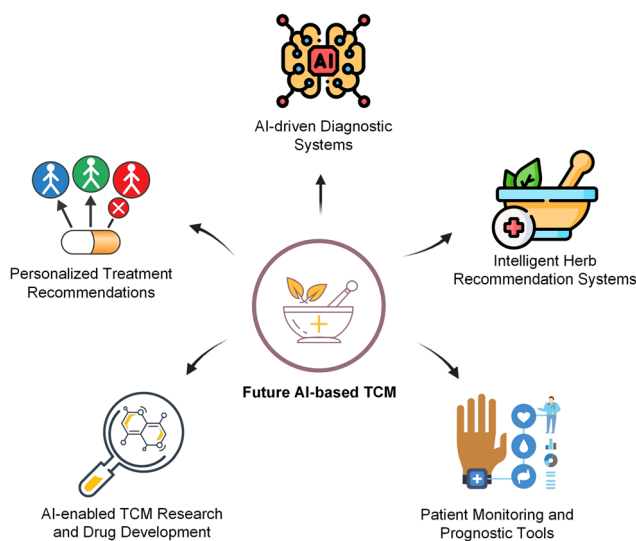 AI
AI-driven Diagnostic
Systems
Personalized Treatment
Recommendations
Intelligent Herb
Recommendation Systems
Future AI-based TCM
AI-enabled TCM Research
and Drug Development
Patient Monitoring and
Prognostic Tools